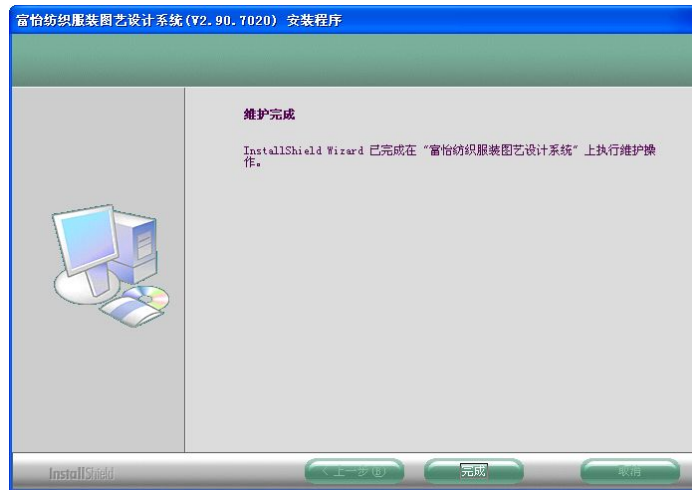 富怡纺织服装图艺设计系统(V2.90.7020) 安装程序
维护完成
InstallShield Wizard 已完成在“富怡纺织服装图艺设计系统”上执行维护操
作。
InstallShield
< 上一步(B)
完成
取消